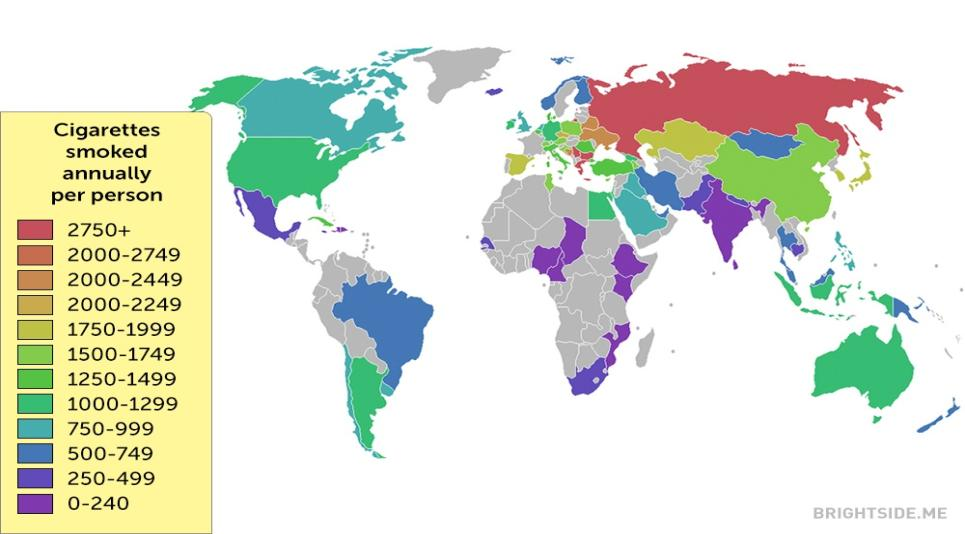 Cigarettes
smoked
annually
per person
2750+
2000-2749
2000-2449
2000-2249
1750-1999
1500-1749
1250-1499
1000-1299
750-999
500-749
250-499
0-240
BRIGHTSIDE.ME